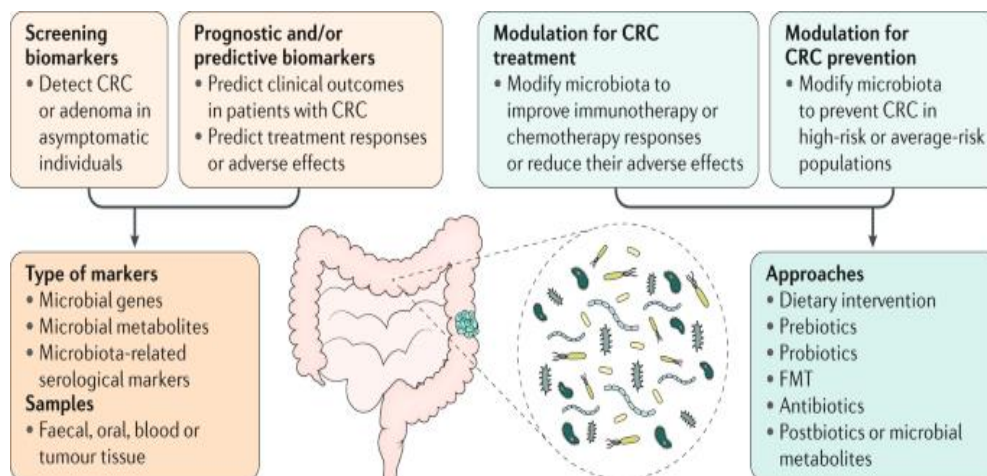 Screening
biomarkers
• Detect CRC
or adenoma in
asymptomatic
individuals
Prognostic and/or
predictive biomarkers
• Predict clinical outcomes
in patients with CRC
• Predict treatment responses
or adverse effects
Modulation for CRC
treatment
• Modify microbiota to
improve immunotherapy or
chemotherapy responses
or reduce their adverse effects
Modulation for
CRC prevention
• Modify microbiota
to prevent CRC in
high-risk or average-risk
populations
Type of markers
• Microbial genes
• Microbial metabolites
• Microbiota-related
serological markers
Samples
• Faecal, oral, blood or
tumour tissue
Approaches
• Dietary intervention
• Prebiotics
• Probiotics
• FMT
• Antibiotics
• Postbiotics or microbial
metabolites